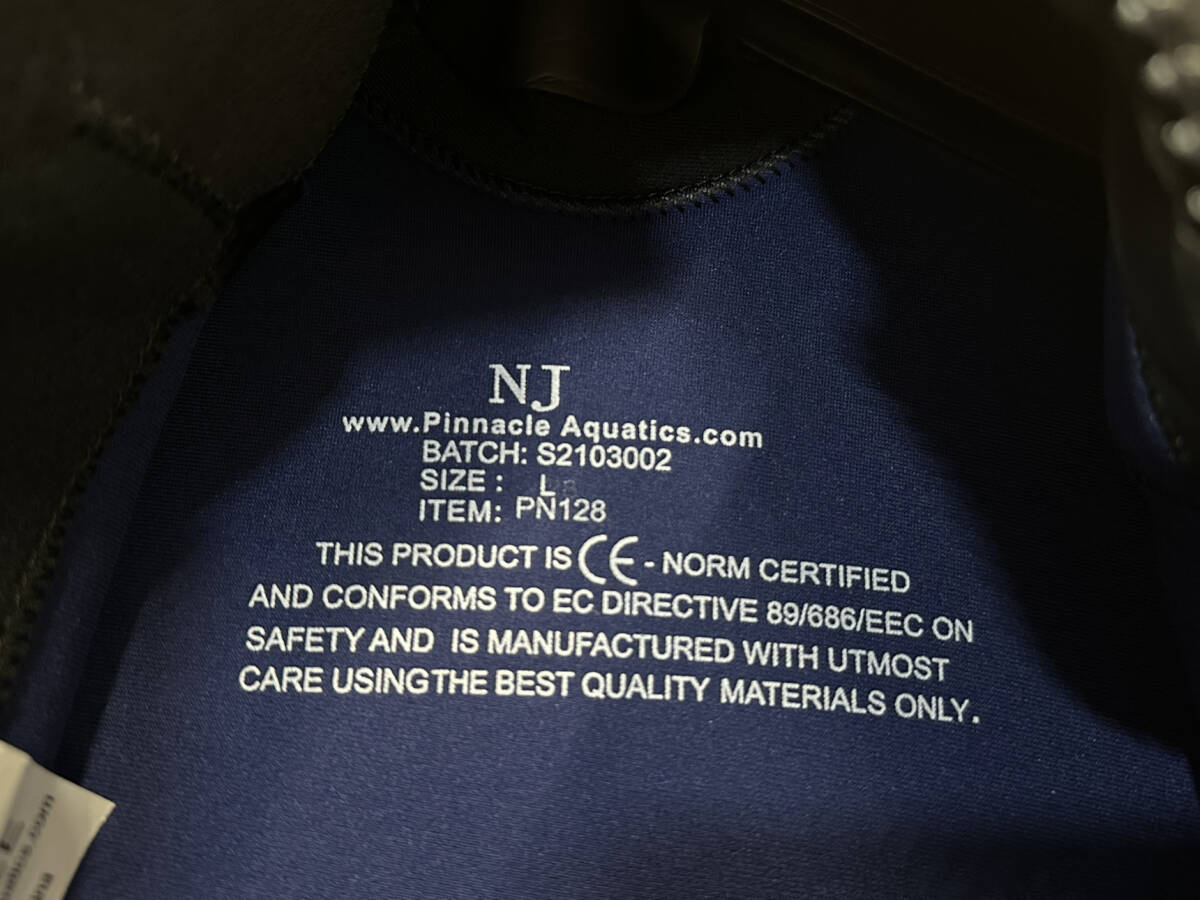 NJ
www.Pinnacle Aquatics.com
BATCH: S2103002
SIZE : L
ITEM: PN128
THIS PRODUCT IS CE - NORM CERTIFIED
AND CONFORMS TO EC DIRECTIVE 89/686/EEC ON
SAFETY AND IS MANUFACTURED WITH UTMOST
CARE USINGTHE BEST QUALITY MATERIALS ONLY.